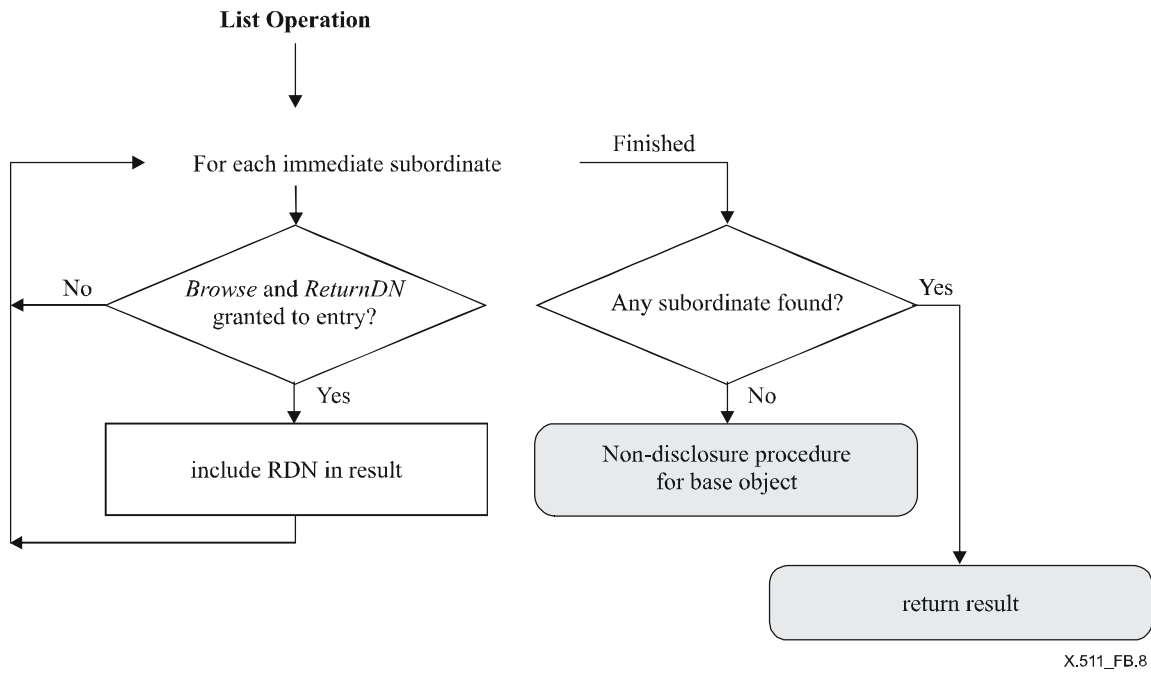 List Operation
Finished
For each immediate subordinate
No
Browse and ReturnDN
granted to entry?
Any subordinate found?
Yes
Yes
No
include RDN in result
Non-disclosure procedure
for base object
return result
X.511_FB.8